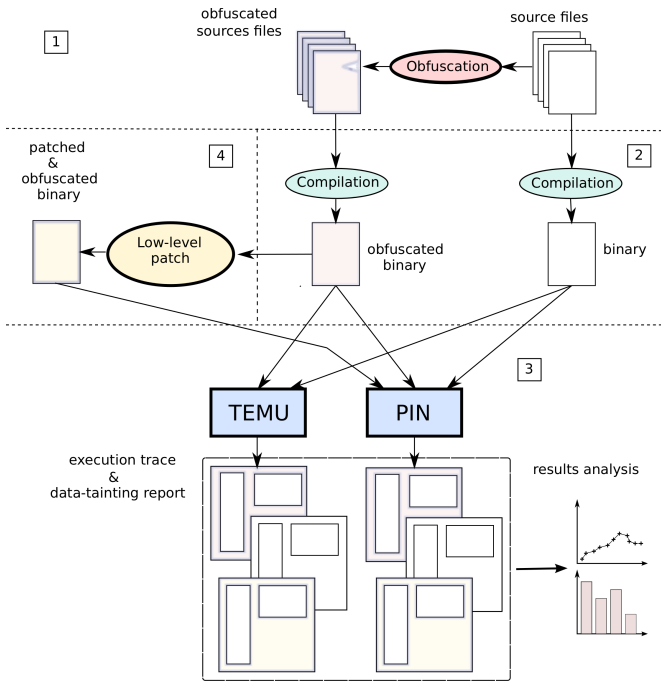 obfuscated
sources files
source files
1
Obfuscation
patched
&
obfuscated
binary
4
2
Compilation
Compilation
Low-level
patch
obfuscated
binary
binary
3
TEMU
PIN
execution trace
&
data-tainting report
results analysis